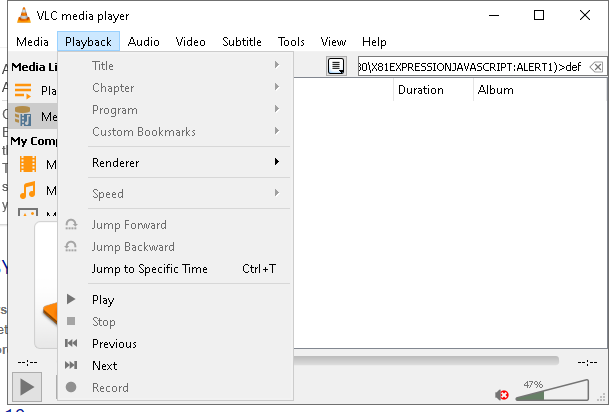 VLC media player
Media Playback Audio Video Subtitle Tools View Help
Media Li
Title
30\X81EXPRESSIONJAVASCRIPT:ALERT1)>def
Pla
Chapter
Duration Album
Me
Program
Custom Bookmarks
My Comp
Renderer
M
Speed
M
Jump Forward
Jump Backward
Jump to Specific Time Ctrl+T
Play
Stop
Previous
--:--
Next
--:--
Record
47%